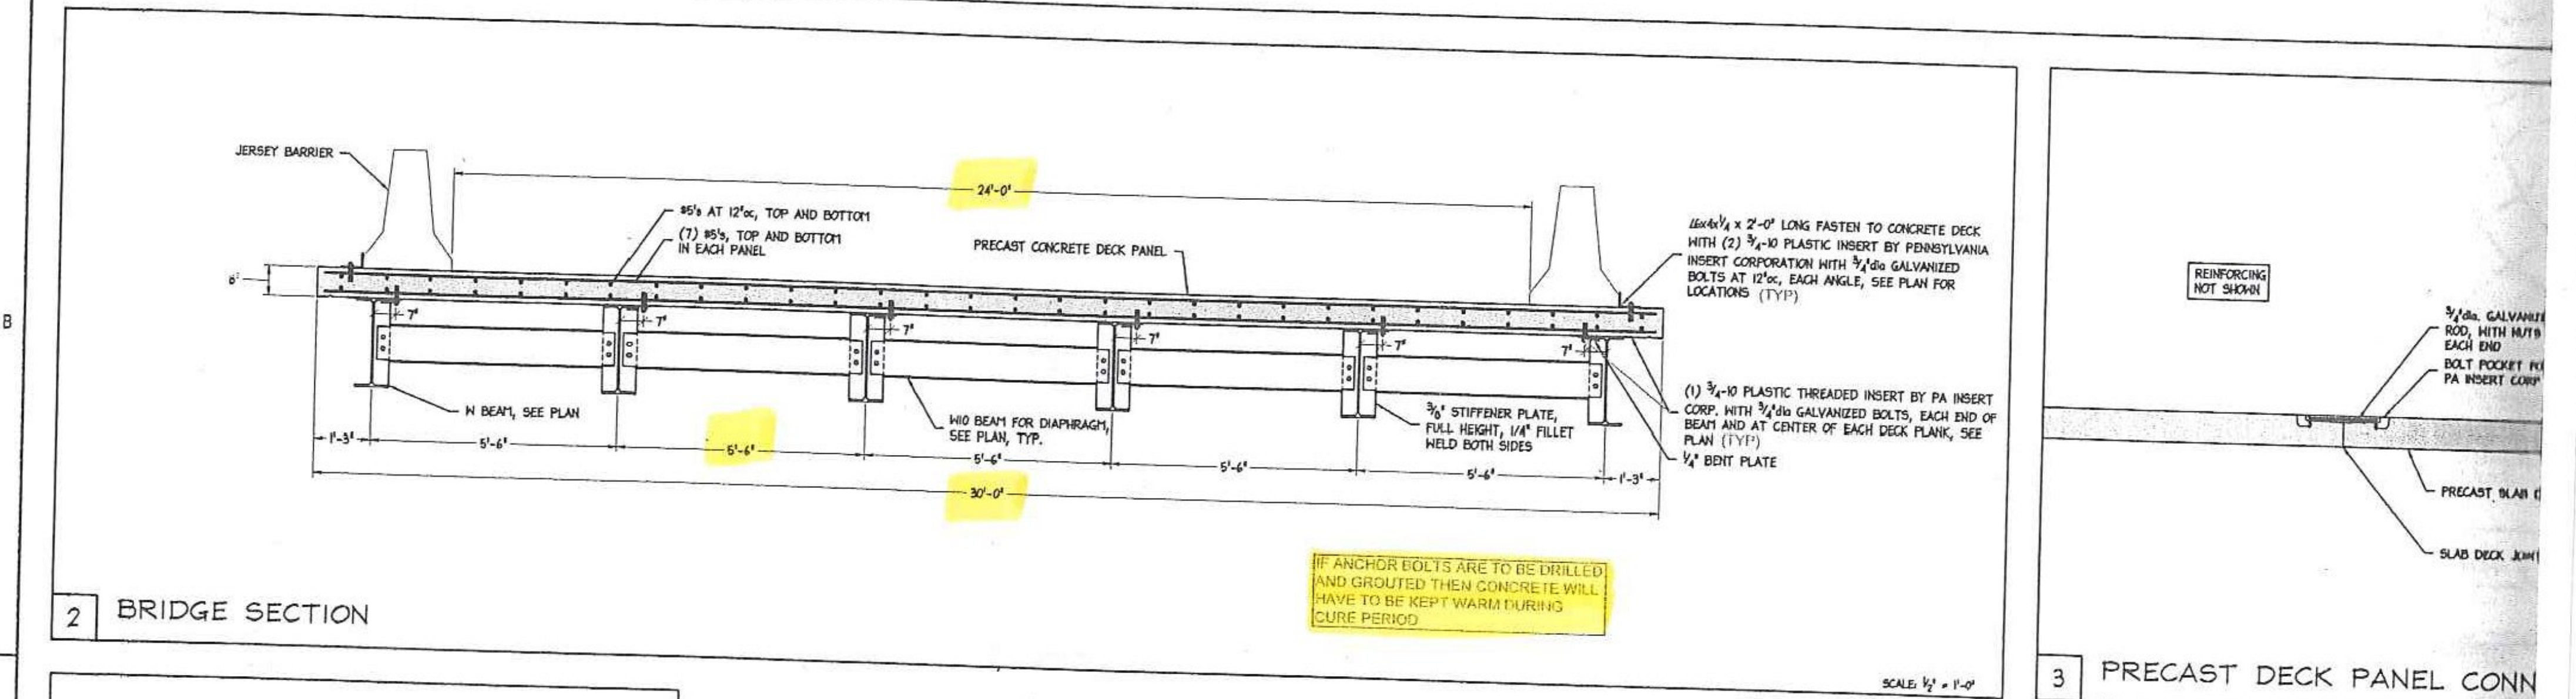 JERSEY BARRIER
24'-0"
#5's AT 12"oc, TOP AND BOTTOM
(7) #5's, TOP AND BOTTOM
IN EACH PANEL
PRECAST CONCRETE DECK PANEL
L6x4x1/4 x 2'-0" LONG FASTEN TO CONCRETE DECK
WITH (2) 3/4-10 PLASTIC INSERT BY PENNSYLVANIA
INSERT CORPORATION WITH 3/4"dia GALVANIZED
BOLTS AT 12"oc, EACH ANGLE, SEE PLAN FOR
LOCATIONS (TYP)
8"
B
7"
7"
7"
7"
7"
7"
W BEAM, SEE PLAN
W10 BEAM FOR DIAPHRAGM,
SEE PLAN, TYP.
3/8" STIFFENER PLATE,
FULL HEIGHT, 1/4" FILLET
WELD BOTH SIDES
(1) 3/4-10 PLASTIC THREADED INSERT BY PA INSERT
CORP. WITH 3/4"dia GALVANIZED BOLTS, EACH END OF
BEAM AND AT CENTER OF EACH DECK PLANK, SEE
PLAN (TYP)
1/4" BENT PLATE
1'-3"
5'-6"
5'-6"
5'-6"
5'-6"
5'-6"
1'-3"
30'-0"
IF ANCHOR BOLTS ARE TO BE DRILLED
AND GROUTED THEN CONCRETE WILL
HAVE TO BE KEPT WARM DURING
CURE PERIOD
2 BRIDGE SECTION
SCALE: 1/2" = 1'-0"
REINFORCING
NOT SHOWN
3/4"dia. GALVANI
ROD, WITH NUTS
EACH END
BOLT POCKET
PA INSERT CORP
PRECAST SLAB
SLAB DECK
3 PRECAST DECK PANEL CONN